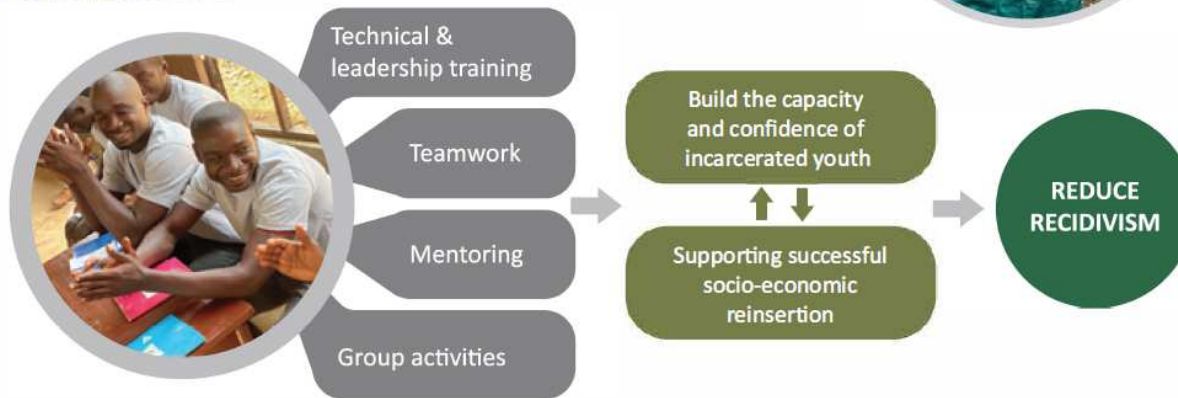 Technical &
leadership training
Teamwork
Mentoring
Group activities
Build the capacity
and confidence of
incarcerated youth
Supporting successful
socio-economic
reinsertion
REDUCE
RECIDIVISM